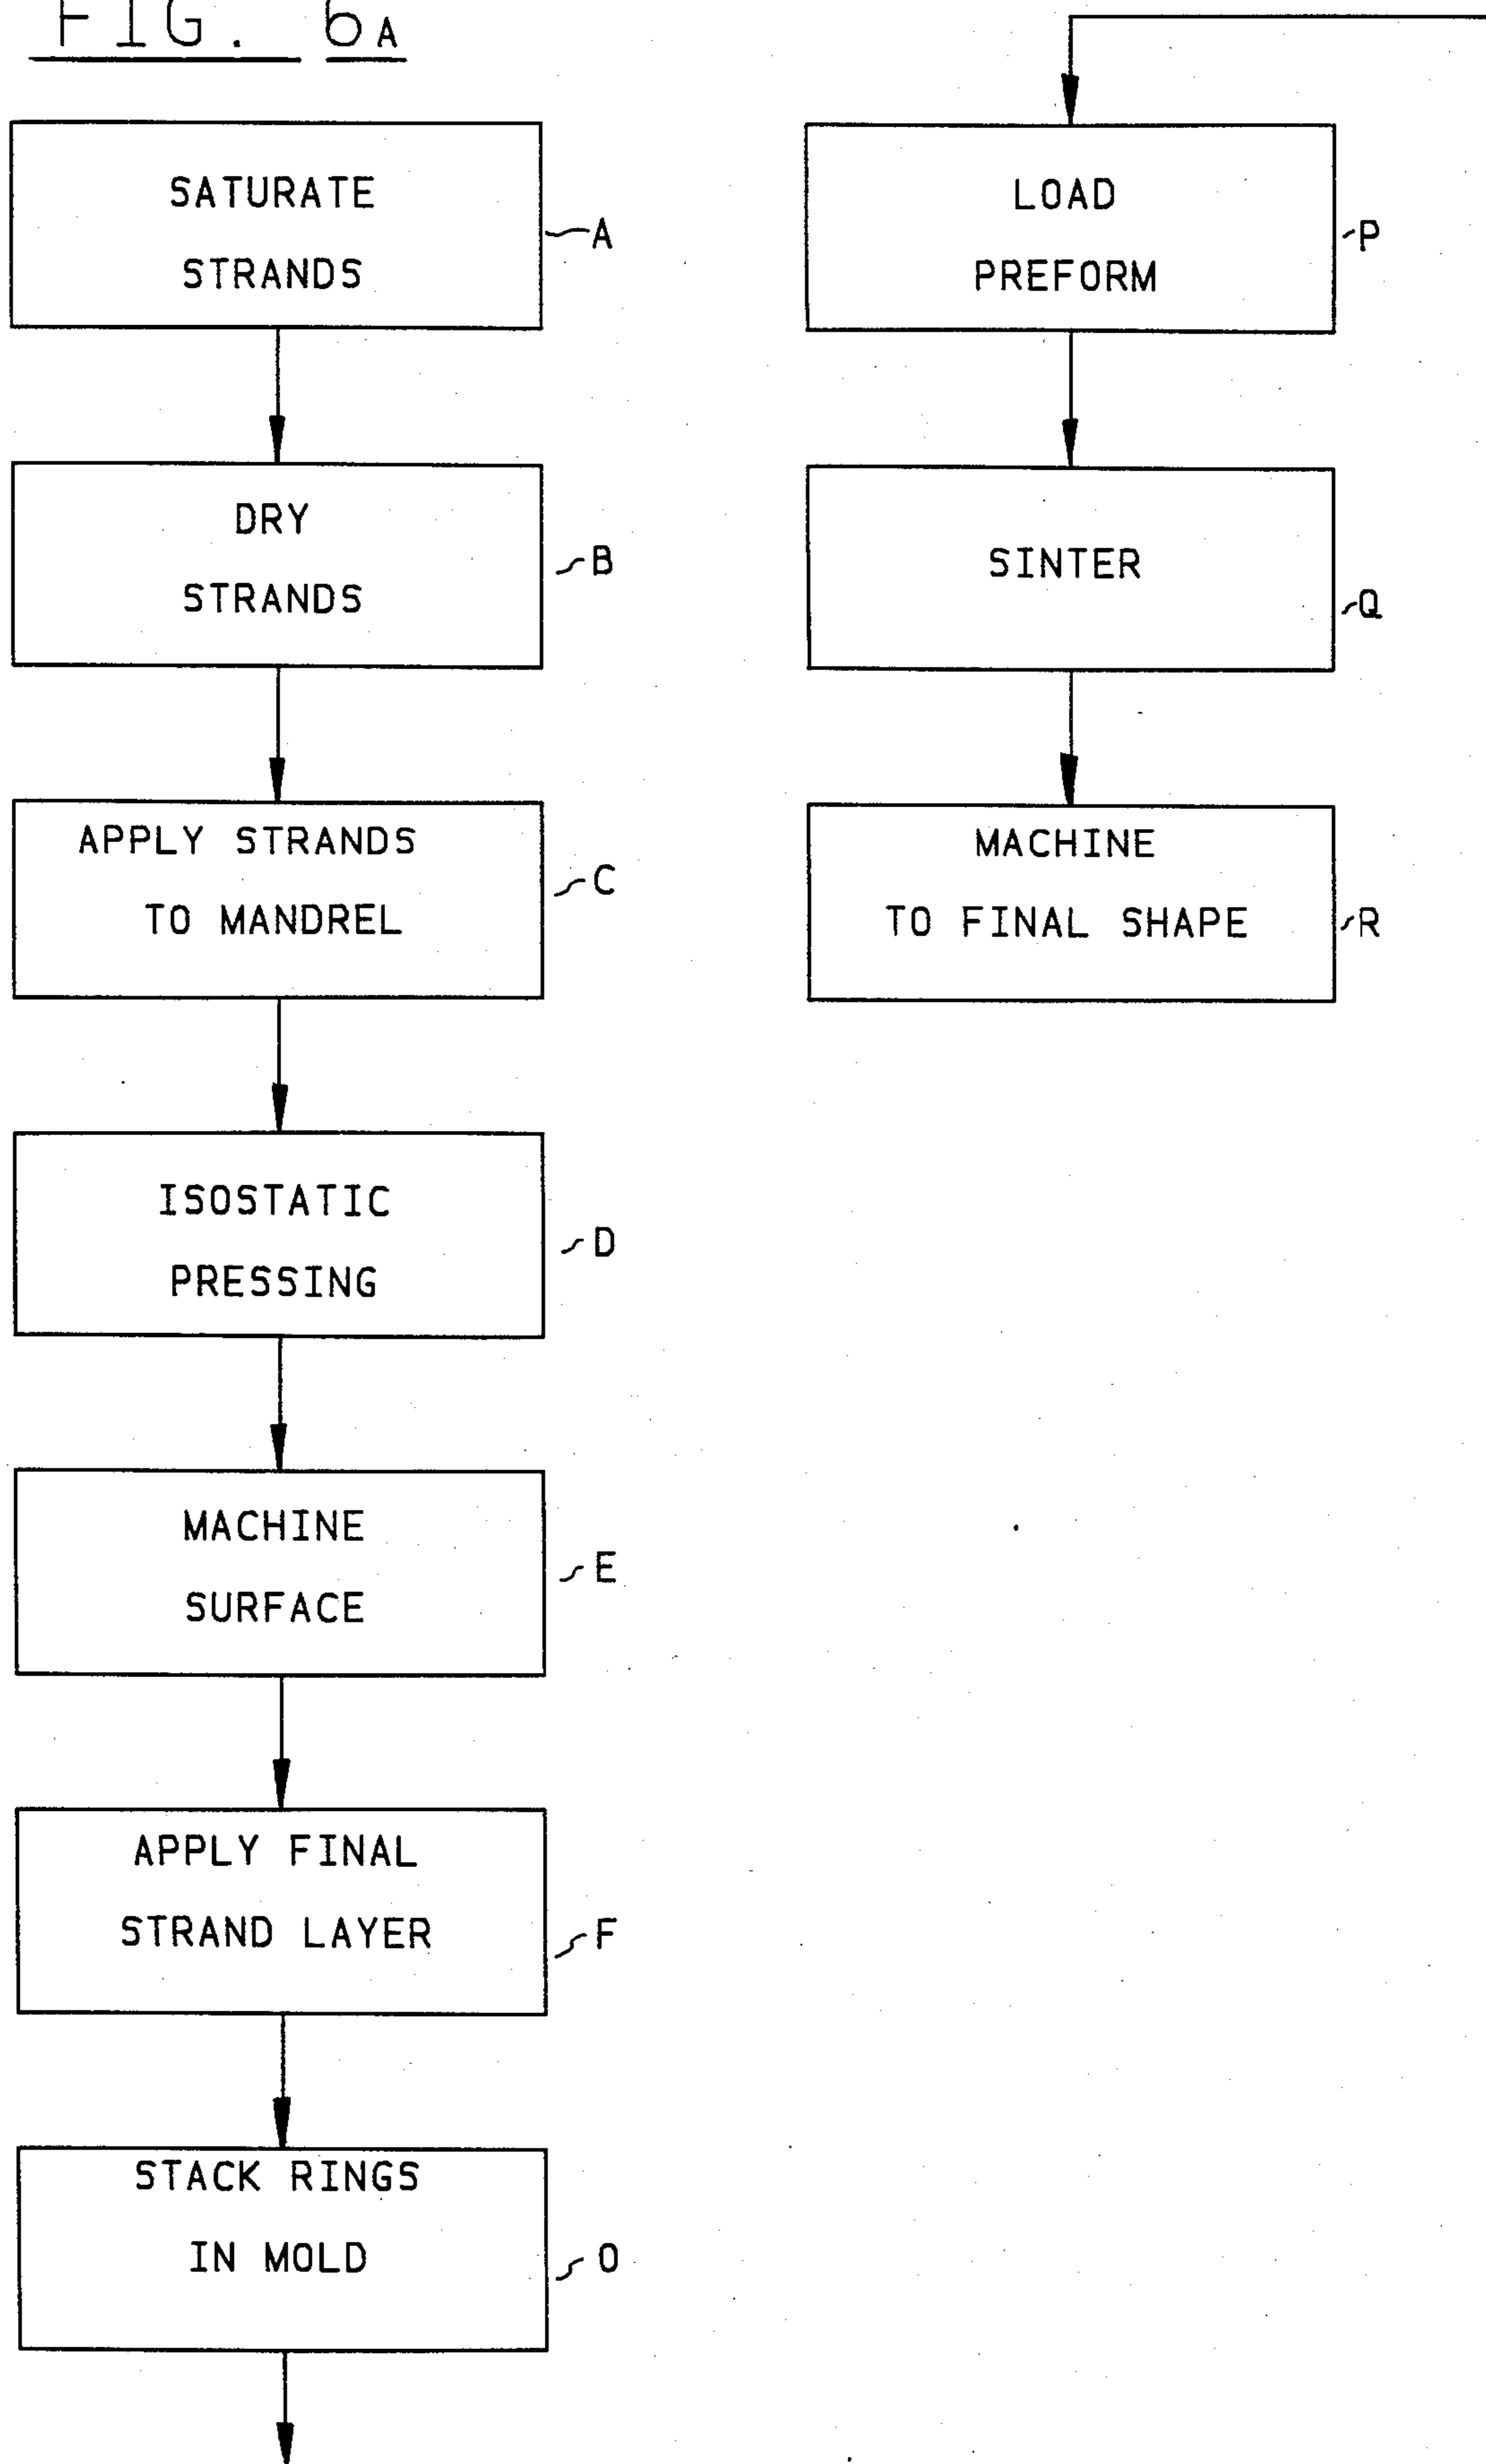 FIG. 6A
SATURATE
STRANDS
A
DRY
STRANDS
B
APPLY STRANDS
TO MANDREL
C
ISOSTATIC
PRESSING
D
MACHINE
SURFACE
E
APPLY FINAL
STRAND LAYER
F
STACK RINGS
IN MOLD
O
LOAD
PREFORM
P
SINTER
Q
MACHINE
TO FINAL SHAPE
R